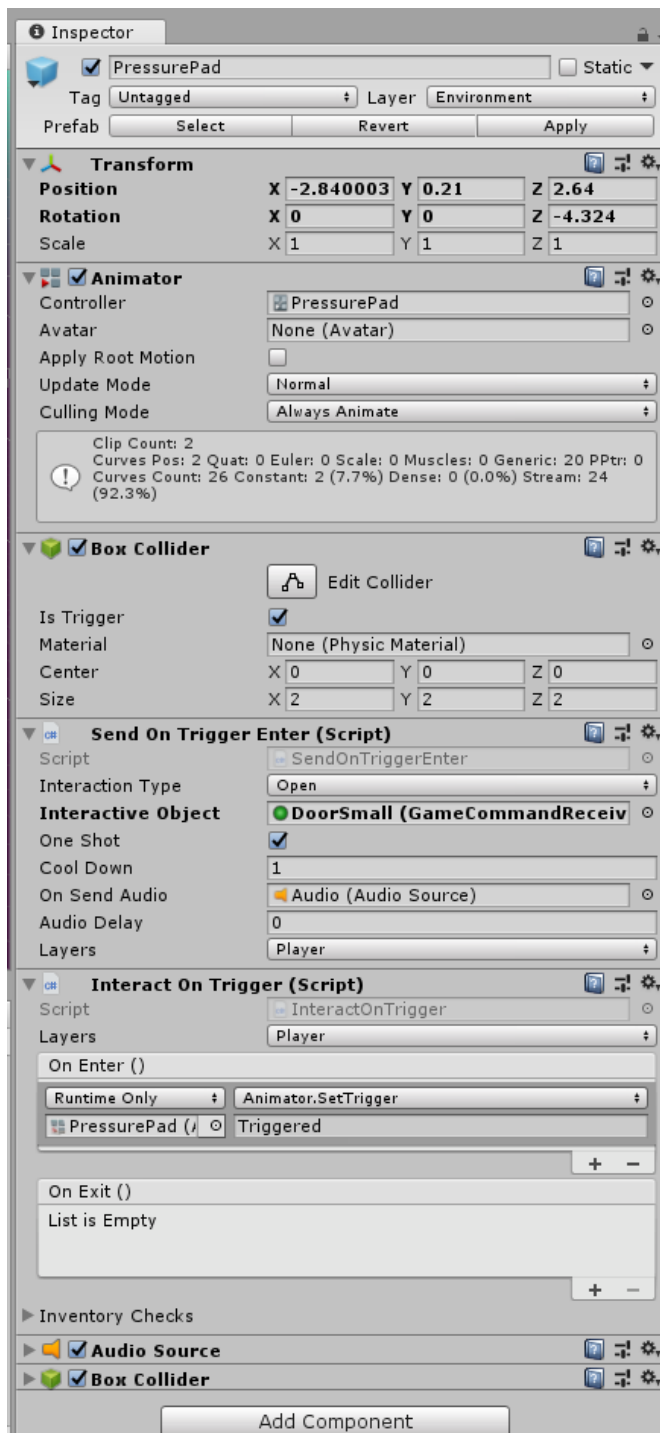 Inspector
PressurePad Static
Tag Untagged Layer Environment
Prefab Select Revert Apply
Transform
Position X -2.840003 Y 0.21 Z 2.64
Rotation X 0 Y 0 Z -4.324
Scale X 1 Y 1 Z 1
Animator
Controller PressurePad
Avatar None (Avatar)
Apply Root Motion
Update Mode Normal
Culling Mode Always Animate
Clip Count: 2
Curves Pos: 2 Quat: 0 Euler: 0 Scale: 0 Muscles: 0 Generic: 20 PPtr: 0
Curves Count: 26 Constant: 2 (7.7%) Dense: 0 (0.0%) Stream: 24
(92.3%)
Box Collider
Edit Collider
Is Trigger
Material None (Physic Material)
Center X 0 Y 0 Z 0
Size X 2 Y 2 Z 2
Send On Trigger Enter (Script)
Script SendOnTriggerEnter
Interaction Type Open
Interactive Object DoorSmall (GameCommandReceiv
One Shot
Cool Down 1
On Send Audio Audio (Audio Source)
Audio Delay 0
Layers Player
c# Interact On Trigger (Script)
Script InteractOnTrigger
Layers Player
On Enter ()
Runtime Only Animator.SetTrigger
PressurePad (A Triggered
+ −
On Exit ()
List is Empty
+ −
Inventory Checks
Audio Source
Box Collider
Add Component